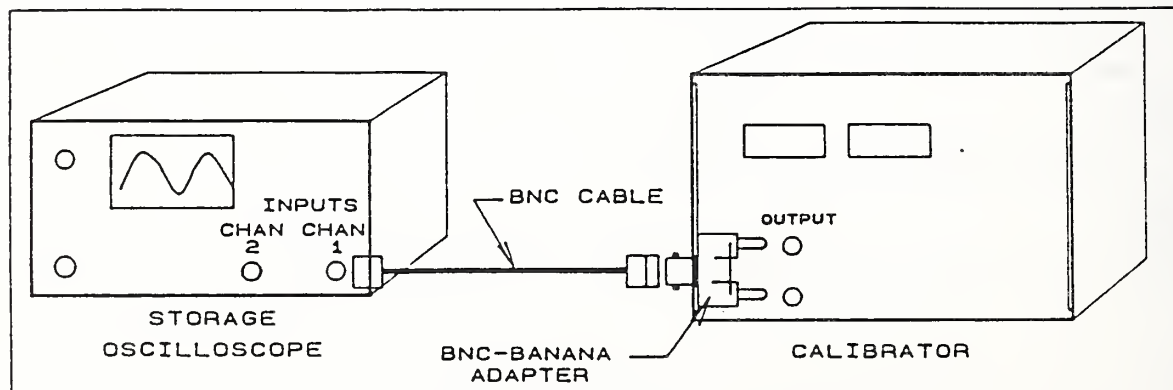 INPUTS
CHAN CHAN
2 1
BNC CABLE
OUTPUT
STORAGE
OSCILLOSCOPE
BNC-BANANA
ADAPTER
CALIBRATOR